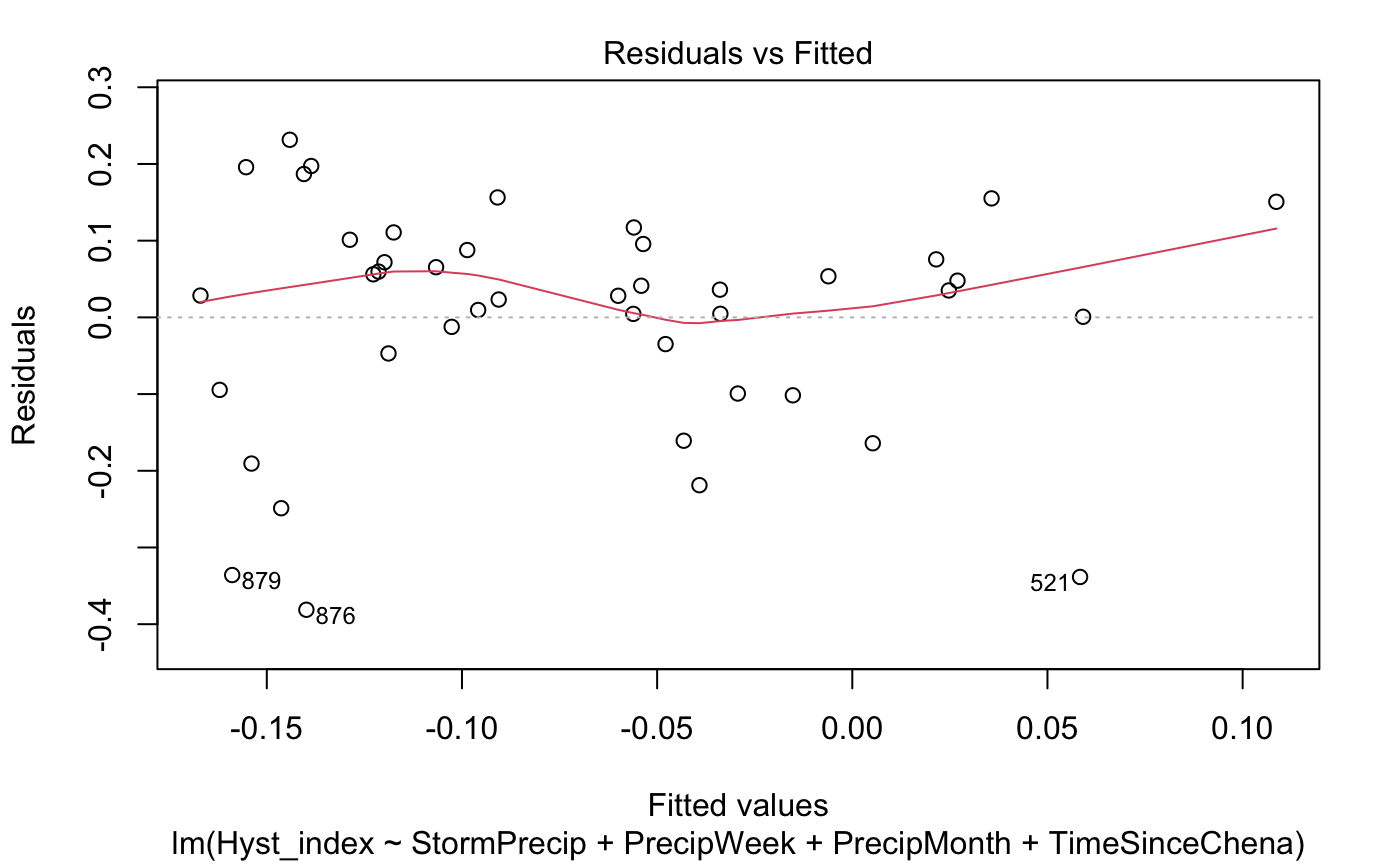 Residuals vs Fitted
Residuals
0.3
0.2
0.1
0.0
-0.2
-0.4
879
876
521
-0.15 -0.10 -0.05 0.00 0.05 0.10
Fitted values
lm(Hyst_index ~ StormPrecip + PrecipWeek + PrecipMonth + TimeSinceChena)